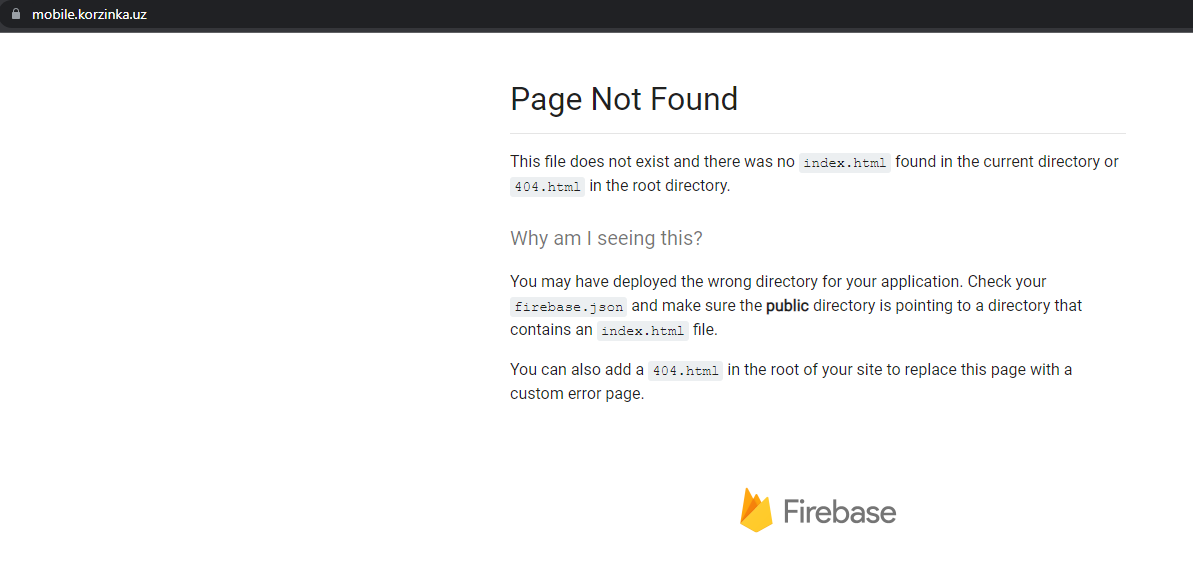 mobile.korzinka.uz
Page Not Found
This file does not exist and there was no index.html found in the current directory or
404.html in the root directory.
Why am I seeing this?
You may have deployed the wrong directory for your application. Check your
firebase.json and make sure the public directory is pointing to a directory that
contains an index.html file.
You can also add a 404.html in the root of your site to replace this page with a
custom error page.
Firebase